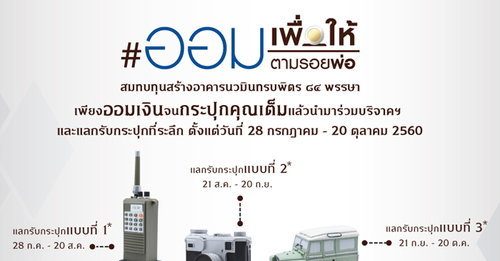 #ออมเพื่อให้
ตามรอยพ่อ
สมทบทุนสร้างอาคารนวมินทรบพิตร ๘๔ พรรษา
เพียงออมเงินจนกระปุกคุณเต็มแล้วนำมาร่วมบริจาคฯ
และแลกรับกระปุกที่ระลึก ตั้งแต่วันที่ 28 กรกฎาคม - 20 ตุลาคม 2560
แลกรับกระปุกแบบที่ 1*
28 ก.ค. - 20 ส.ค.
แลกรับกระปุกแบบที่ 2*
21 ส.ค. - 20 ก.ย.
แลกรับกระปุกแบบที่ 3*
21 ก.ย. - 20 ต.ค.